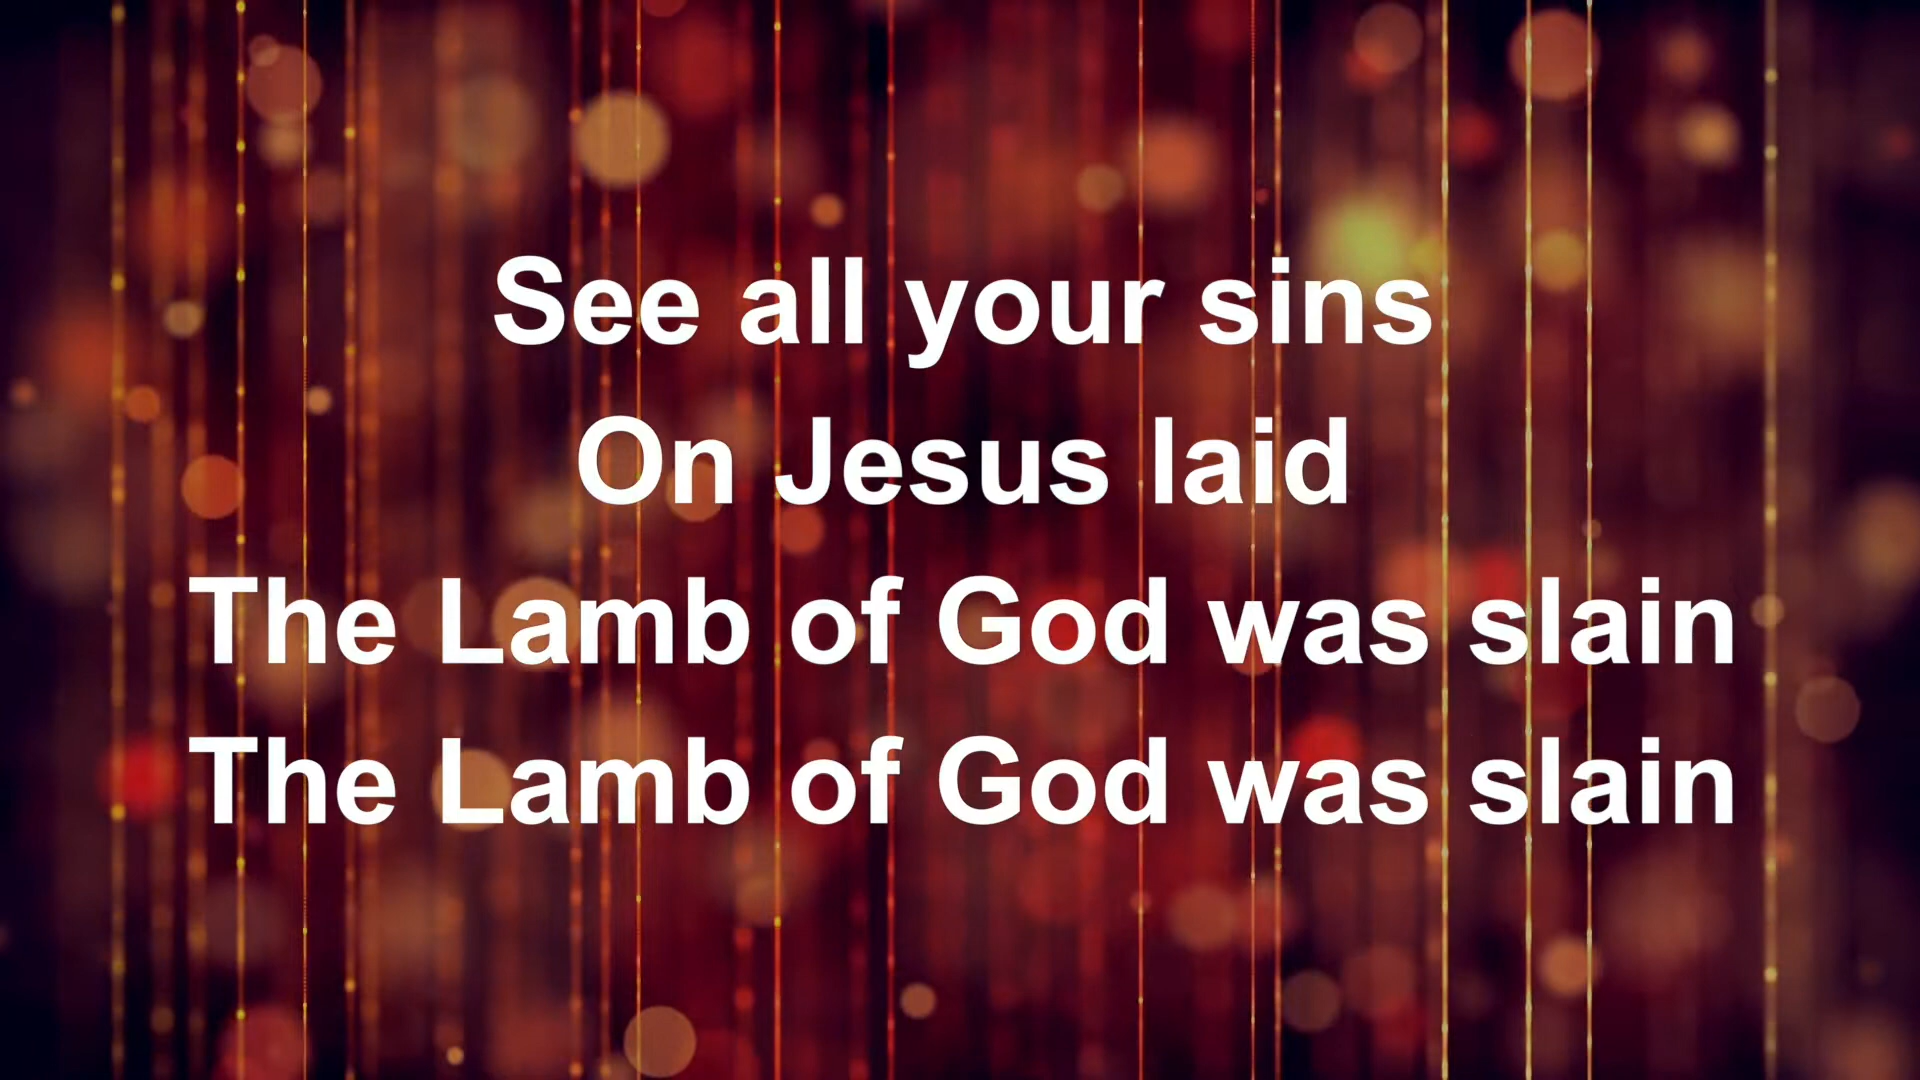 See all your sins
On Jesus laid
The Lamb of God was slain
The Lamb of God was slain